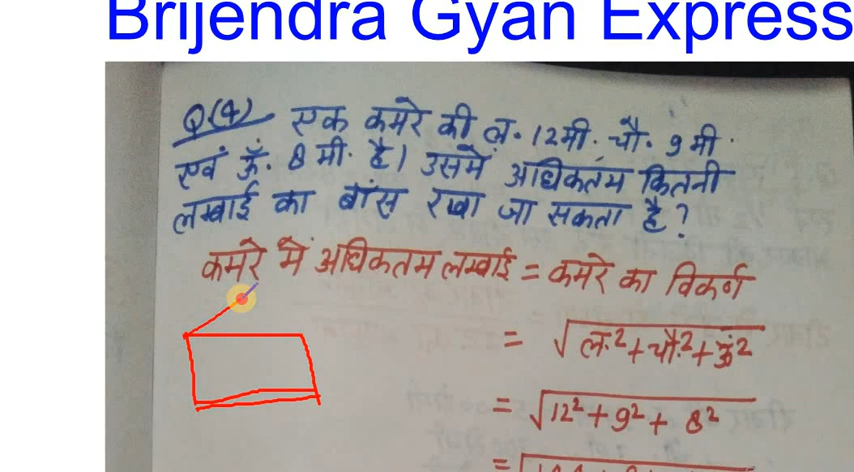 Brijendra Gyan Express
Q(4) एक कमरे की ल. 12मी. चौ. 9 मी.
एवं ऊँ. 8 मी. है। उसमें अधिकतम कितनी
लम्बाई का बांस रखा जा सकता है?
कमरे में अधिकतम लम्बाई = कमरे का विकर्ण
= √ल.²+चौ.²+ऊँ²
= √12²+9²+8²